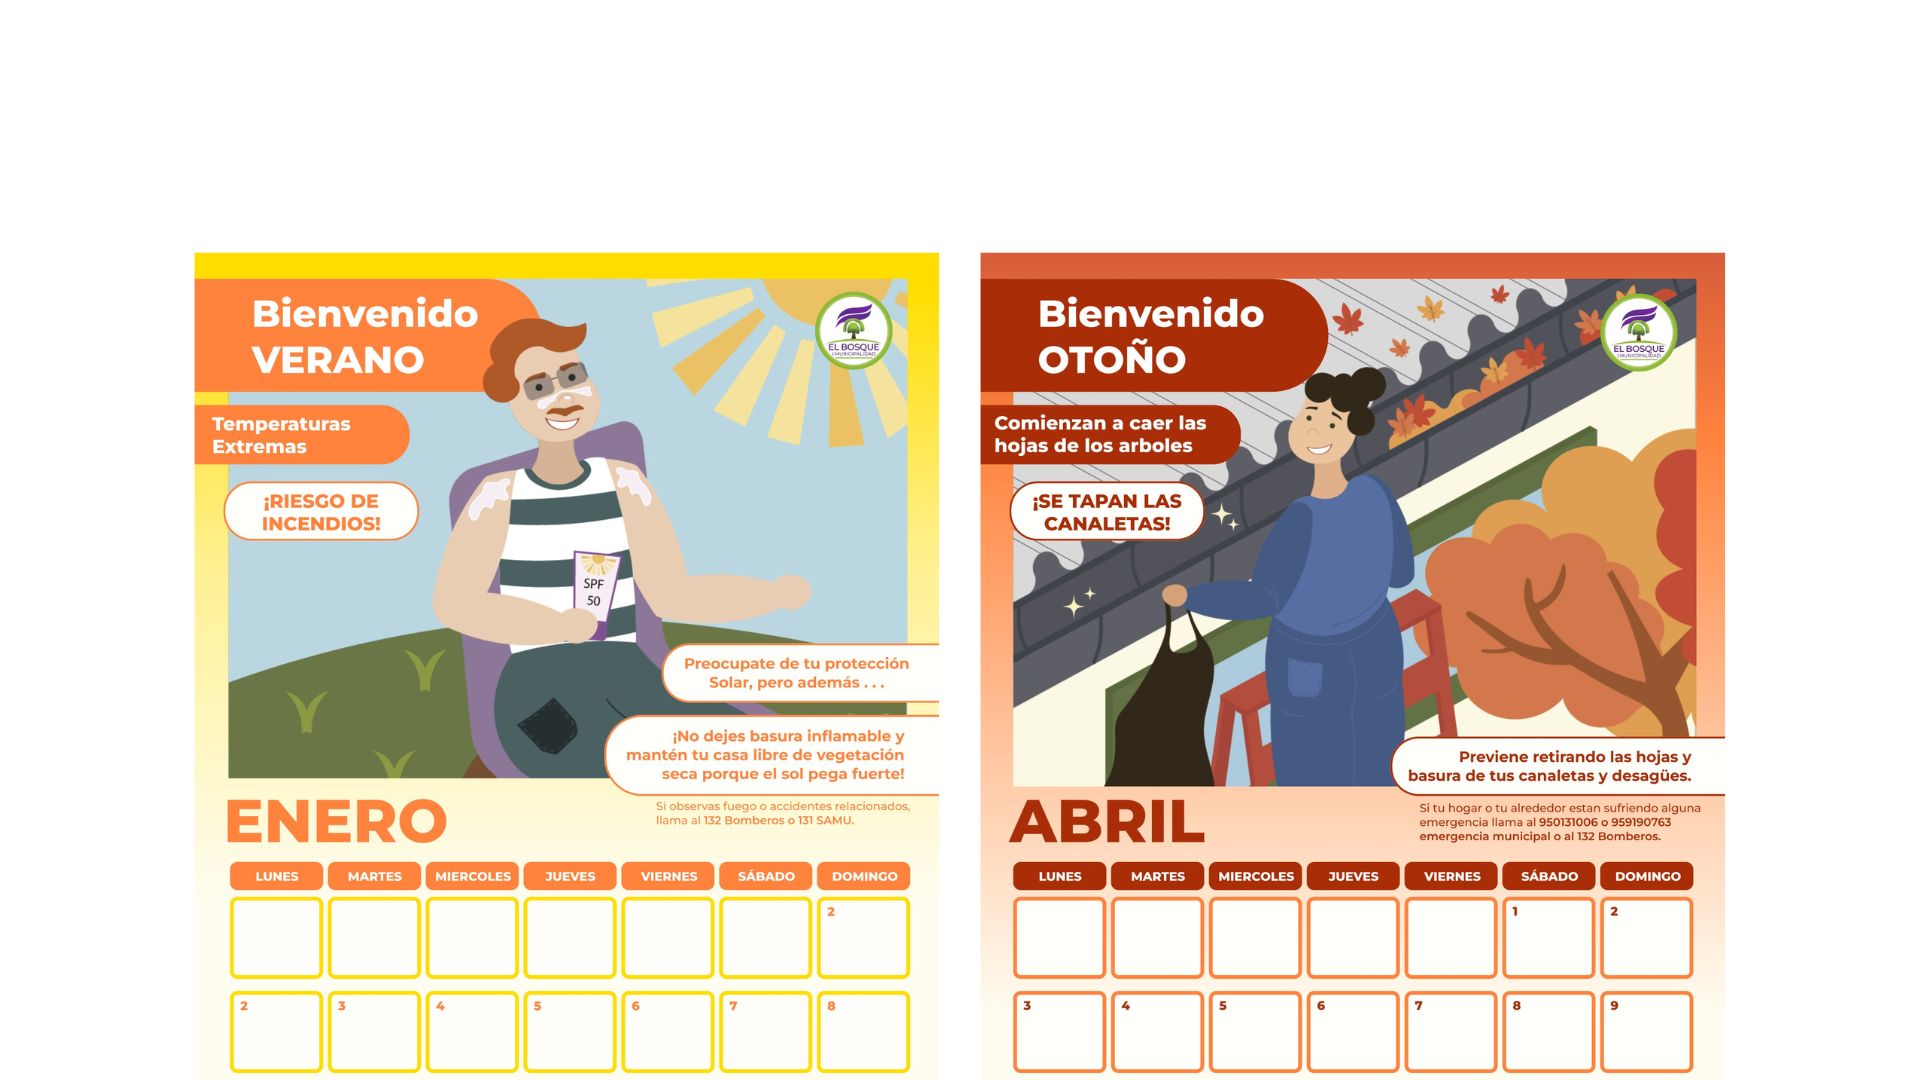 Bienvenido
VERANO
EL BOSQUE
I.MUNICIPALIDAD
Temperaturas
Extremas
¡RIESGO DE
INCENDIOS!
SPF
50
Preocupate de tu protección
Solar, pero además . . .
¡No dejes basura inflamable y
mantén tu casa libre de vegetación
seca porque el sol pega fuerte!
ENERO
Si observas fuego o accidentes relacionados,
llama al 132 Bomberos o 131 SAMU.
LUNES MARTES MIERCOLES JUEVES VIERNES SÁBADO DOMINGO
2
2 3 4 5 6 7 8
Bienvenido
OTOÑO
EL BOSQUE
I.MUNICIPALIDAD
Comienzan a caer las
hojas de los arboles
¡SE TAPAN LAS
CANALETAS!
Previene retirando las hojas y
basura de tus canaletas y desagües.
ABRIL
Si tu hogar o tu alrededor estan sufriendo alguna
emergencia llama al 950131006 o 959190763
emergencia municipal o al 132 Bomberos.
LUNES MARTES MIERCOLES JUEVES VIERNES SÁBADO DOMINGO
1 2
3 4 5 6 7 8 9